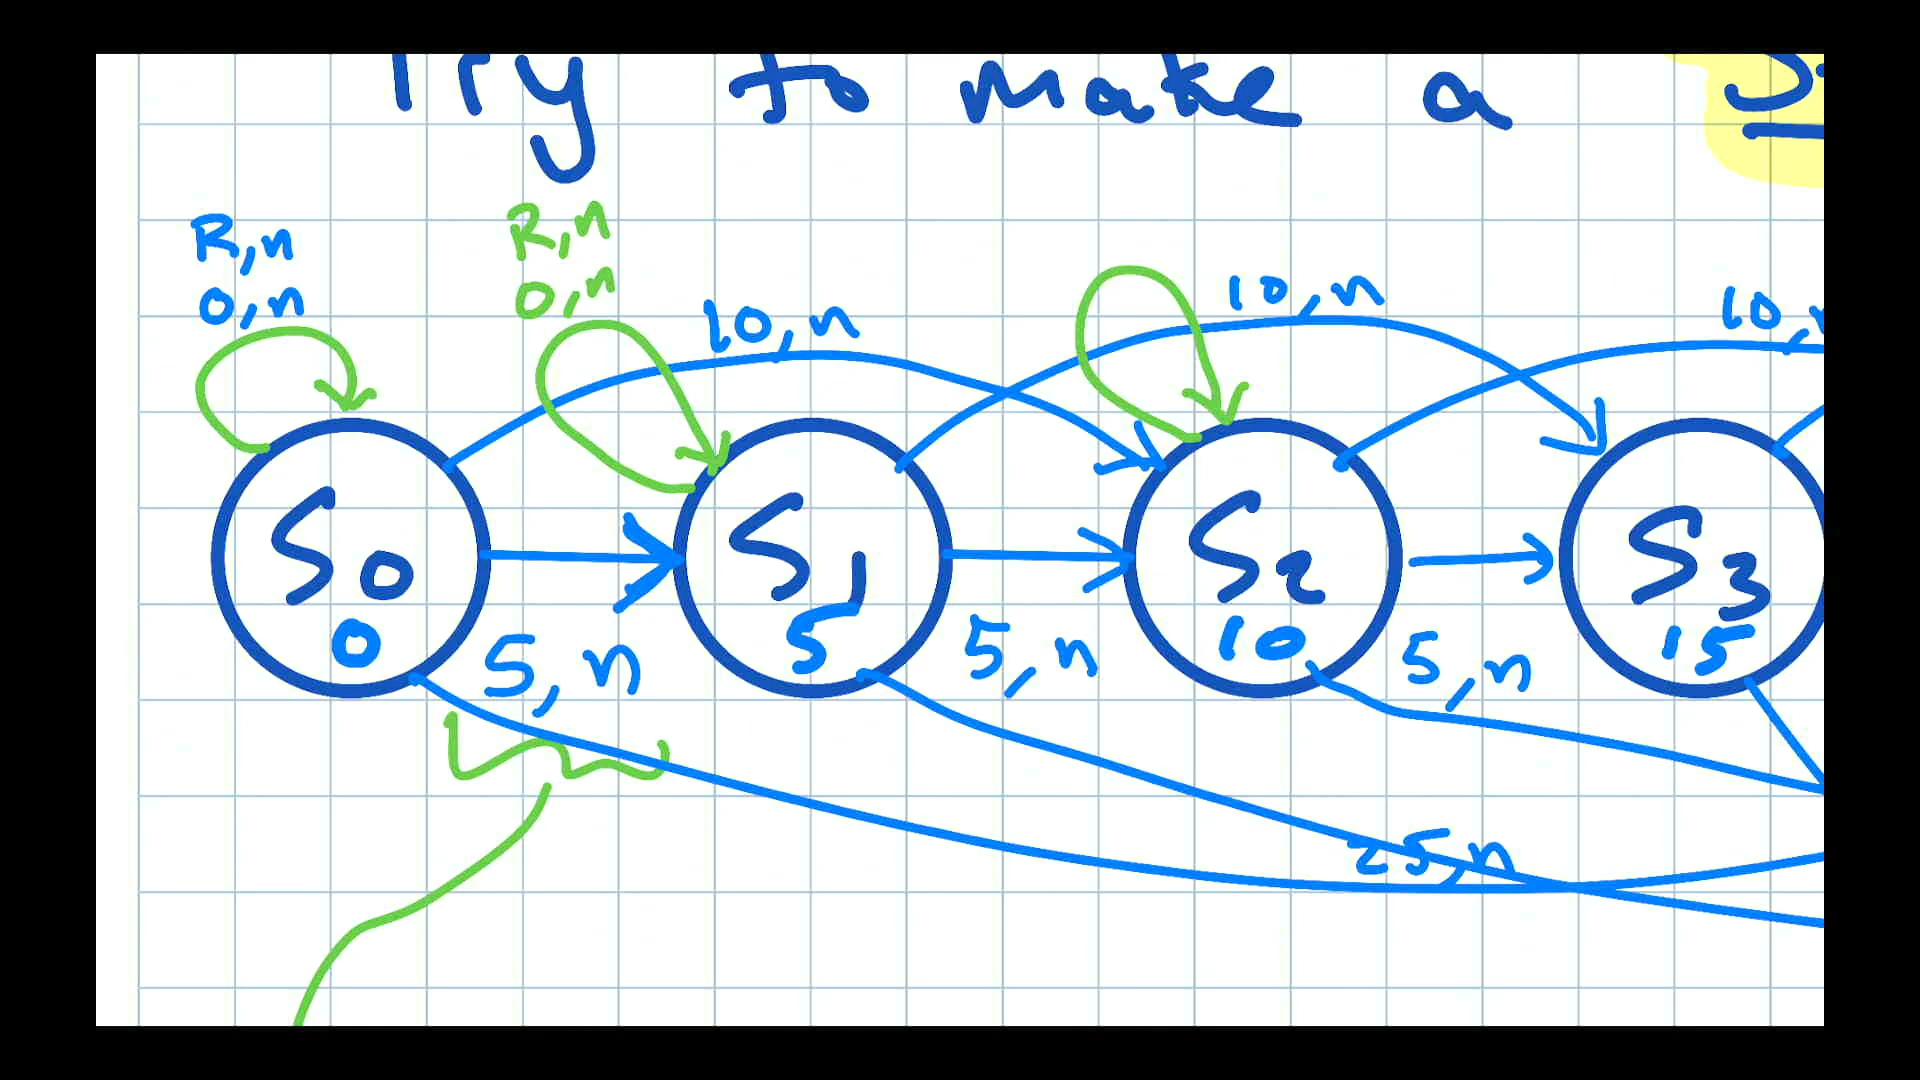 Try to make a
R,n
0,n
R,n
0,n
10,n
10,n
10,
S0
0
S1
5
S2
10
S3
15
5,n
5,n
5,n
25,n